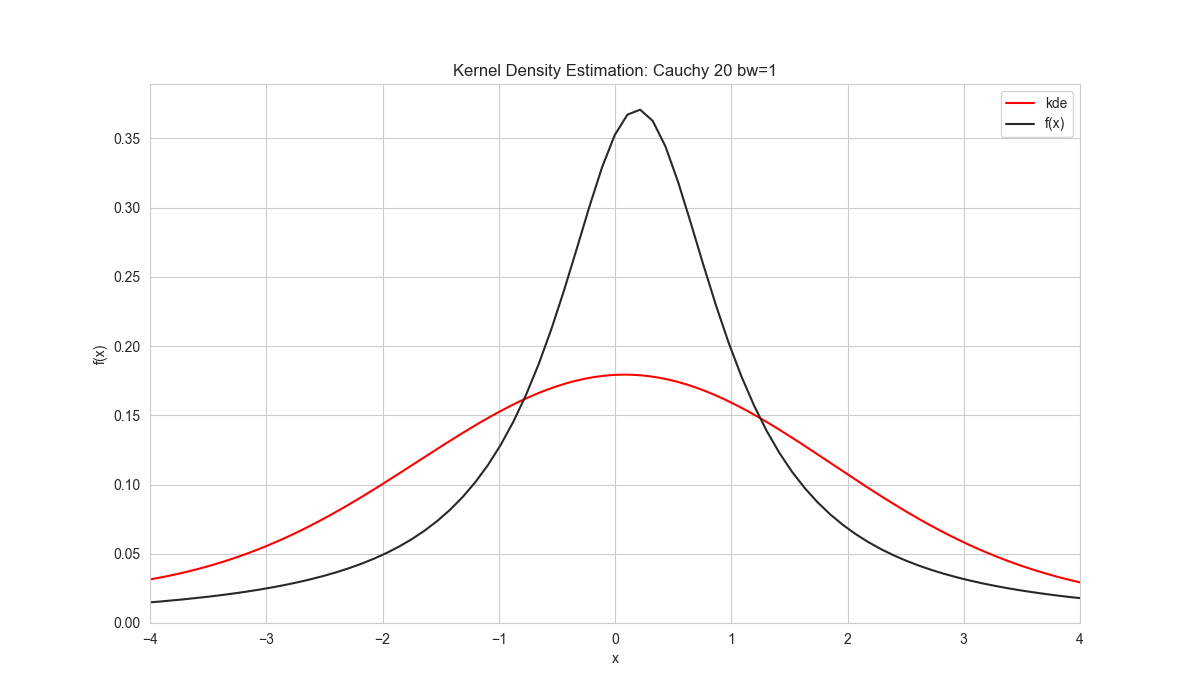 Kernel Density Estimation: Cauchy 20 bw=1
kde
f(x)
0.35
0.30
0.25
0.20
0.15
0.10
0.05
0.00
f(x)
−4 −3 −2 −1 0 1 2 3 4
x